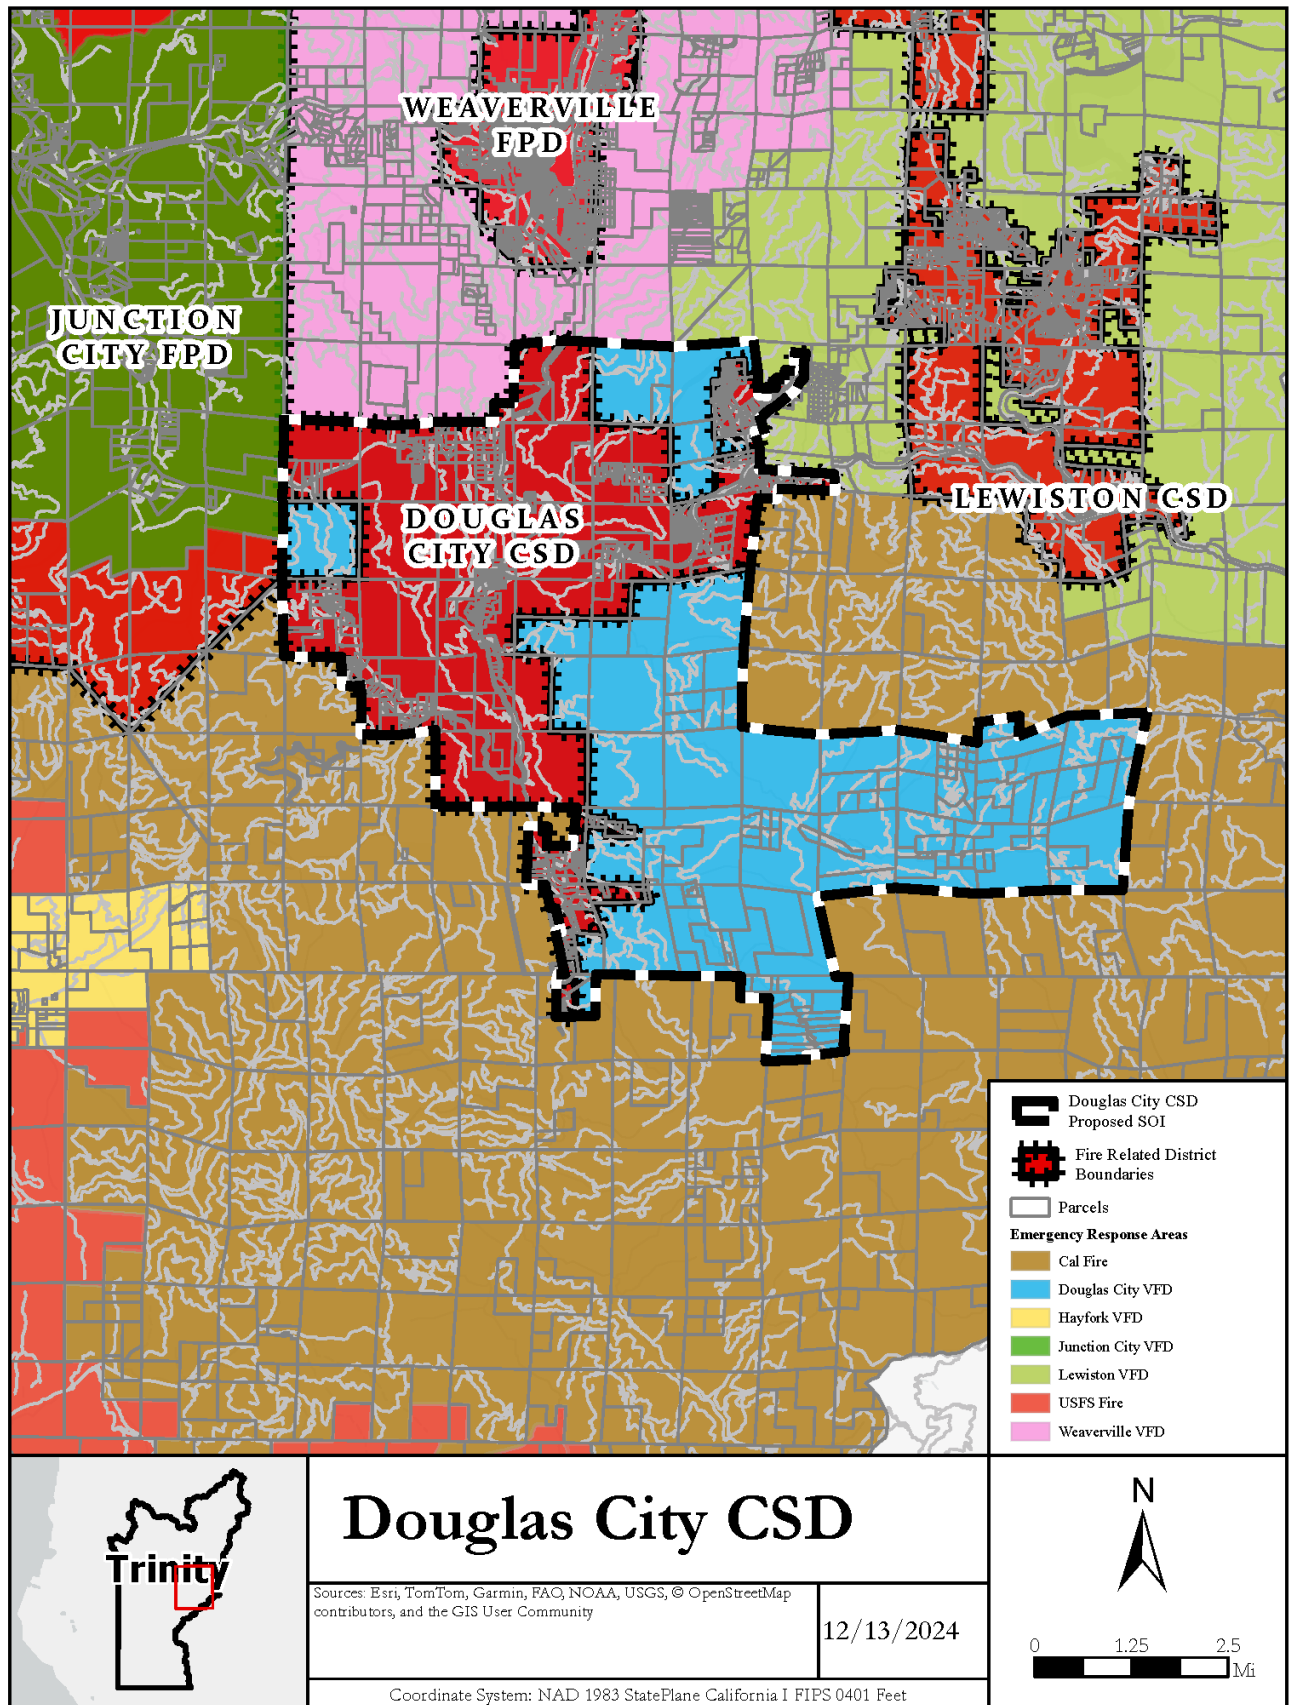 WEAVERVILLE
FPD
JUNCTION
CITY FPD
LEWISTON CSD
DOUGLAS
CITY CSD
Douglas City CSD
Proposed SOI
Fire Related District
Boundaries
Parcels
Emergency Response Areas
Cal Fire
Douglas City VFD
Hayfork VFD
Junction City VFD
Lewiston VFD
USFS Fire
Weaverville VFD
Trinity
Douglas City CSD
Sources: Esri, TomTom, Garmin, FAO, NOAA, USGS, © OpenStreetMap
contributors, and the GIS User Community
12/13/2024
Coordinate System: NAD 1983 StatePlane California I FIPS 0401 Feet
N
0 1.25 2.5
Mi